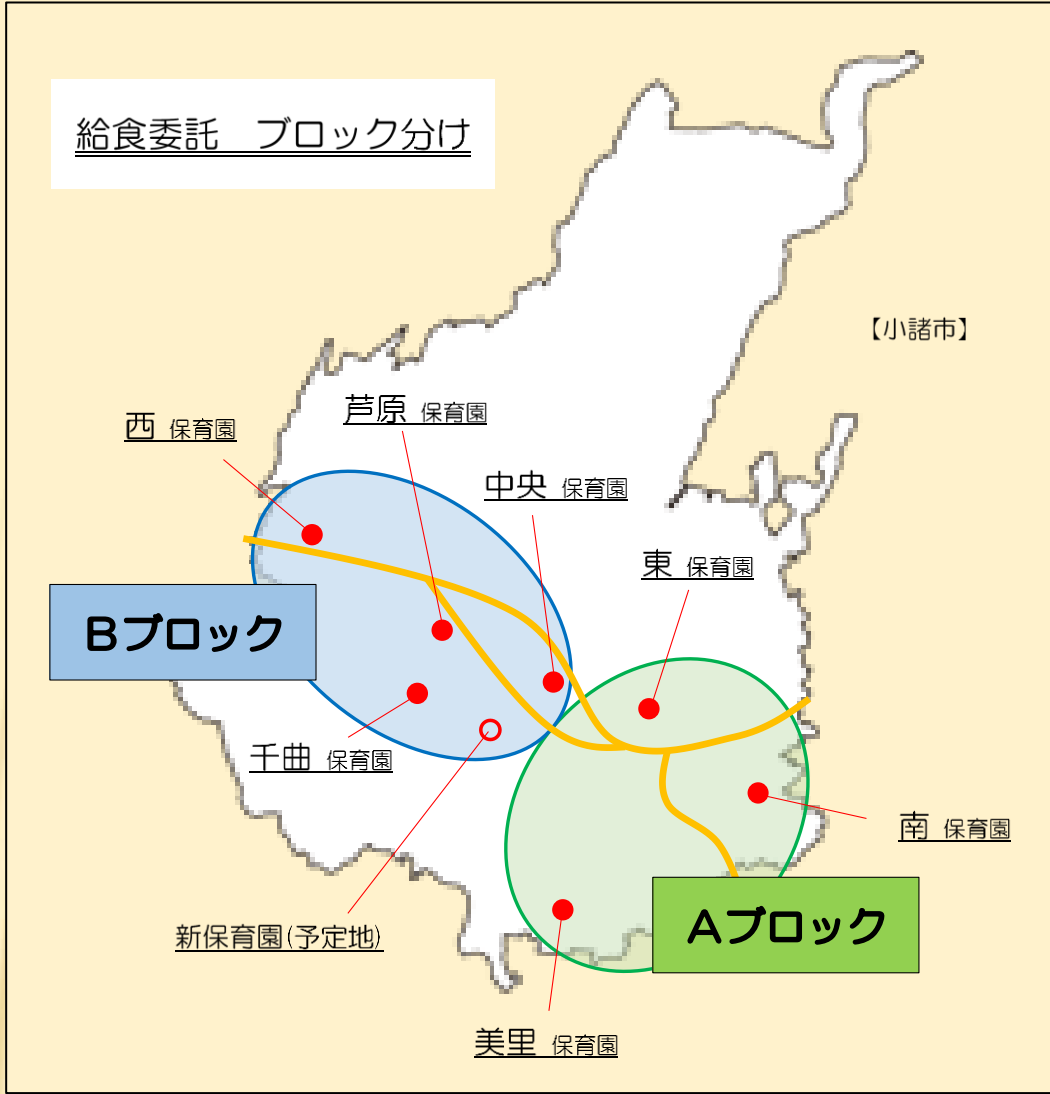 給食委託　ブロック分け
【小諸市】
芦原 保育園
西 保育園
中央 保育園
東 保育園
Bブロック
千曲 保育園
南 保育園
新保育園(予定地)
Aブロック
美里 保育園